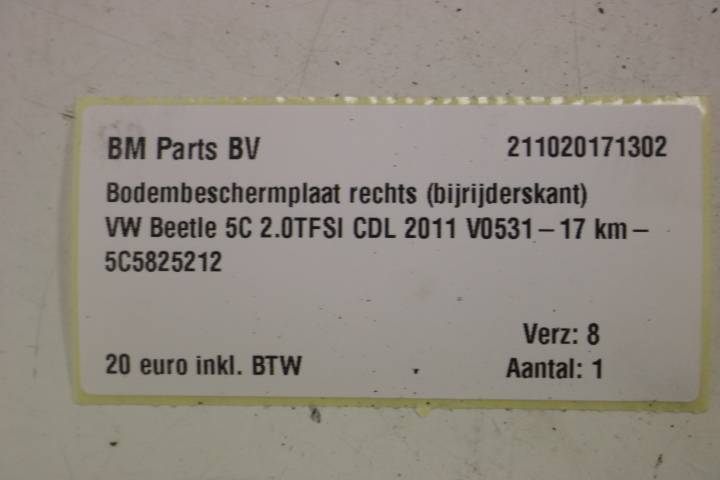 BM Parts BV 211020171302
Bodembeschermplaat rechts (bijrijderskant)
VW Beetle 5C 2.0TFSI CDL 2011 V0531 – 17 km –
5C5825212
Verz: 8
20 euro inkl. BTW Aantal: 1